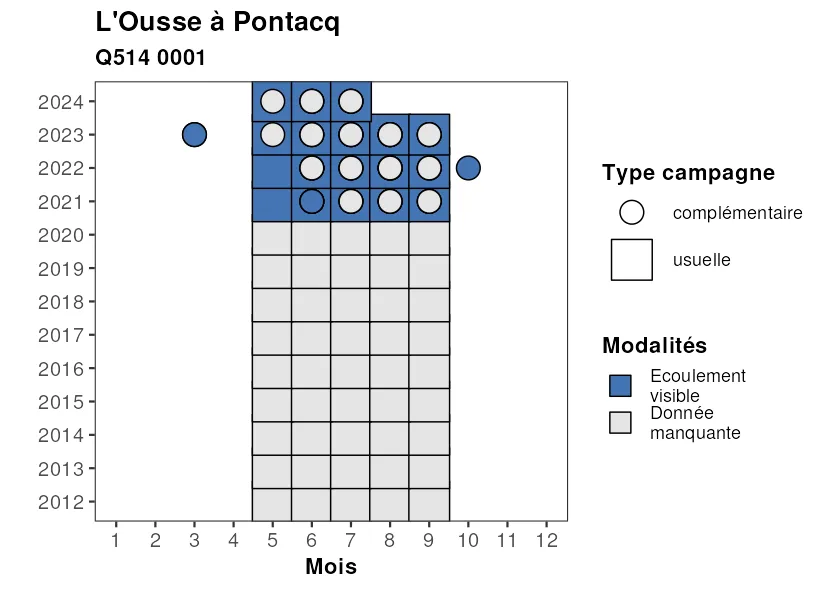 L'Ousse à Pontacq
Q514 0001
2024
2023
2022
2021
2020
2019
2018
2017
2016
2015
2014
2013
2012
1 2 3 4 5 6 7 8 9 10 11 12
Mois
Type campagne
complémentaire
usuelle
Modalités
Ecoulement
visible
Donnée
manquante